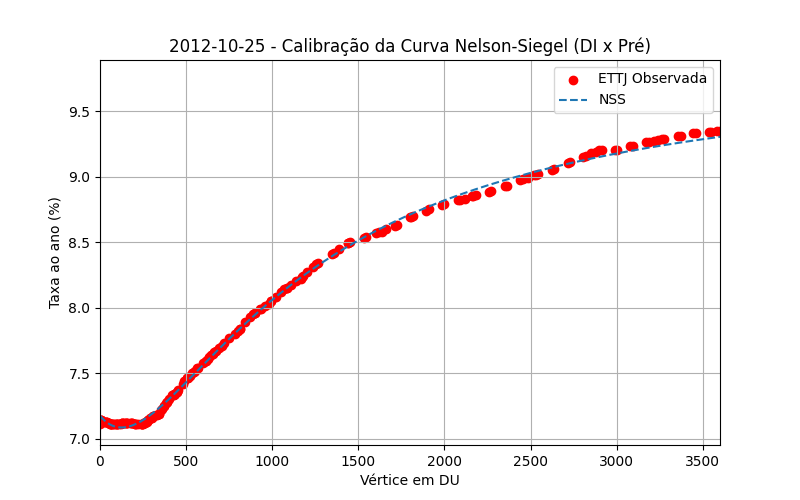 2012-10-25 - Calibração da Curva Nelson-Siegel (DI x Pré)
ETTJ Observada
NSS
Taxa ao ano (%)
9.5
9.0
8.5
8.0
7.5
7.0
0 500 1000 1500 2000 2500 3000 3500
Vértice em DU